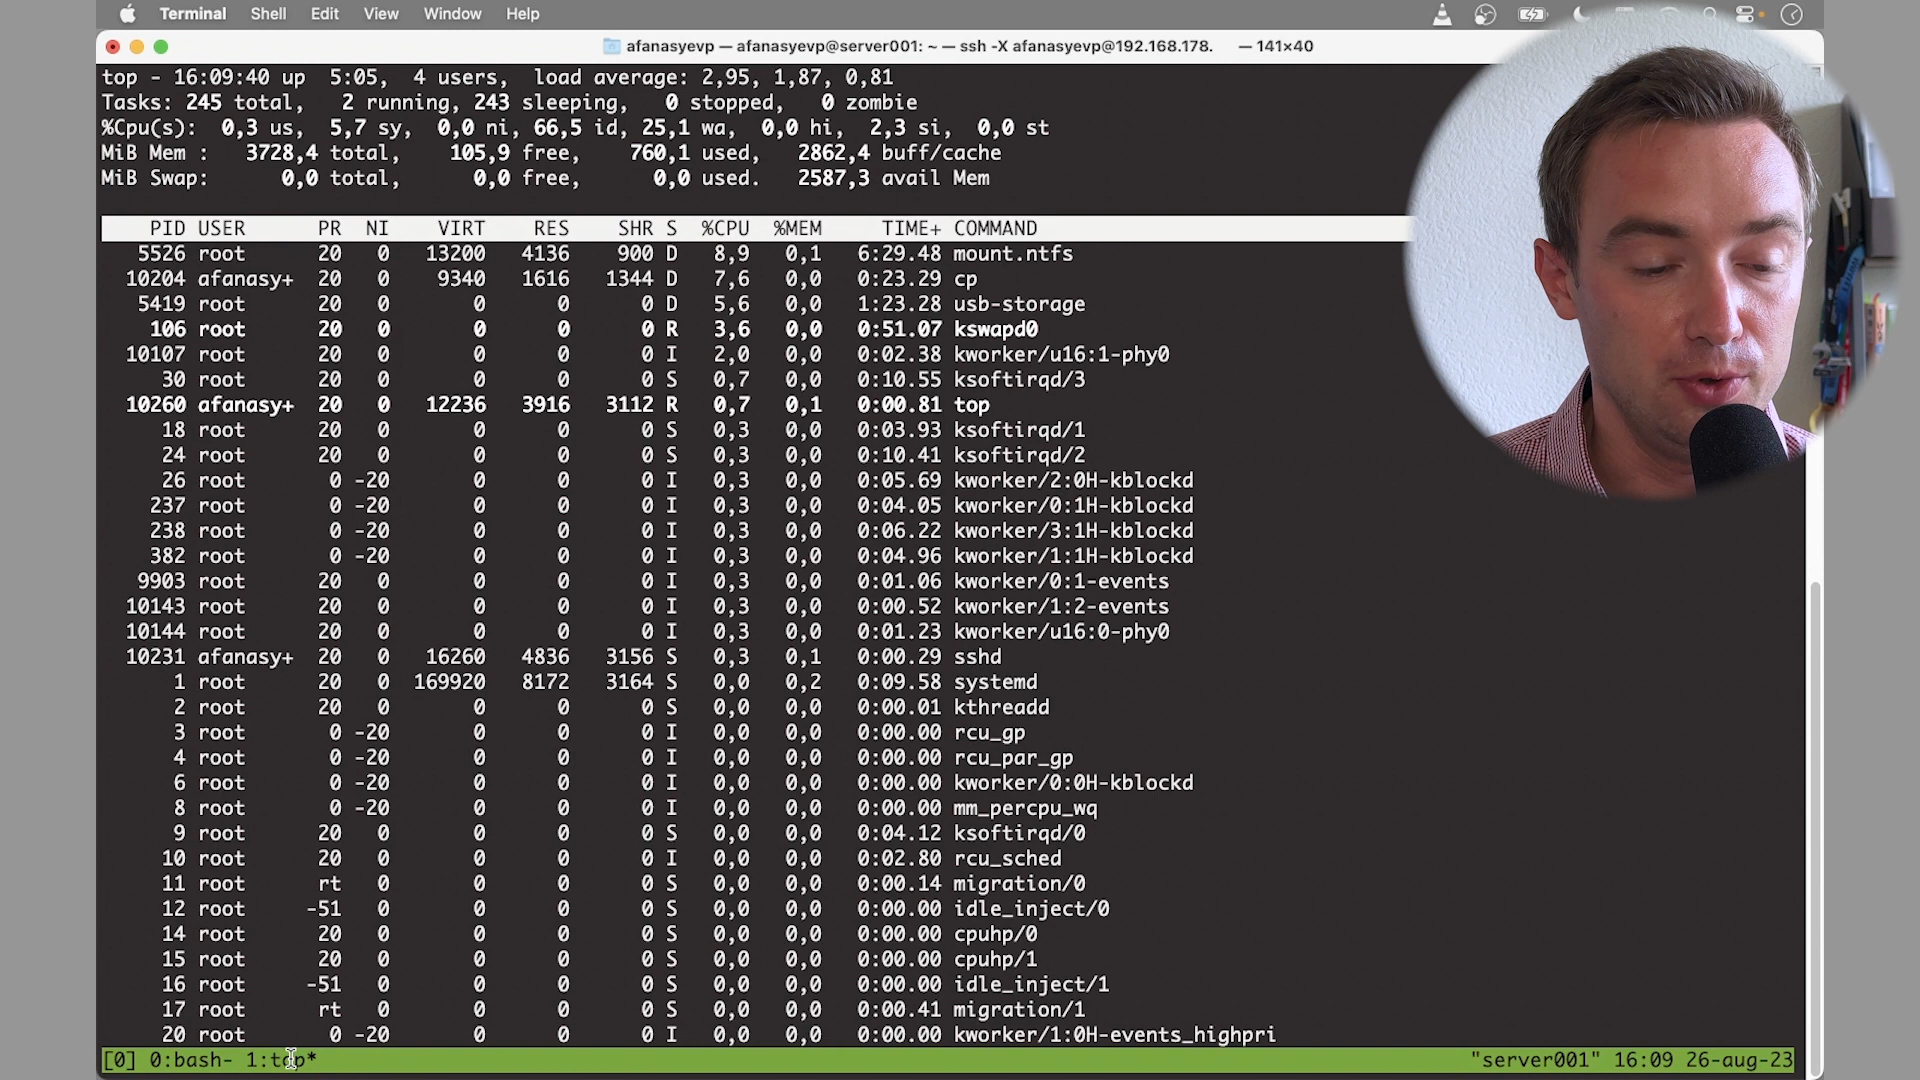 Terminal Shell Edit View Window Help
afanasyevp — afanasyevp@server001: ~ — ssh -X afanasyevp@192.168.178. — 141×40
top - 16:09:40 up 5:05, 4 users, load average: 2,95, 1,87, 0,81
Tasks: 245 total, 2 running, 243 sleeping, 0 stopped, 0 zombie
%Cpu(s): 0,3 us, 5,7 sy, 0,0 ni, 66,5 id, 25,1 wa, 0,0 hi, 2,3 si, 0,0 st
MiB Mem : 3728,4 total, 105,9 free, 760,1 used, 2862,4 buff/cache
MiB Swap: 0,0 total, 0,0 free, 0,0 used. 2587,3 avail Mem
PID USER PR NI VIRT RES SHR S %CPU %MEM TIME+ COMMAND
5526 root 20 0 13200 4136 900 D 8,9 0,1 6:29.48 mount.ntfs
10204 afanasy+ 20 0 9340 1616 1344 D 7,6 0,0 0:23.29 cp
5419 root 20 0 0 0 0 D 5,6 0,0 1:23.28 usb-storage
106 root 20 0 0 0 0 R 3,6 0,0 0:51.07 kswapd0
10107 root 20 0 0 0 0 I 2,0 0,0 0:02.38 kworker/u16:1-phy0
30 root 20 0 0 0 0 S 0,7 0,0 0:10.55 ksoftirqd/3
10260 afanasy+ 20 0 12236 3916 3112 R 0,7 0,1 0:00.81 top
18 root 20 0 0 0 0 S 0,3 0,0 0:03.93 ksoftirqd/1
24 root 20 0 0 0 0 S 0,3 0,0 0:10.41 ksoftirqd/2
26 root 0 -20 0 0 0 I 0,3 0,0 0:05.69 kworker/2:0H-kblockd
237 root 0 -20 0 0 0 I 0,3 0,0 0:04.05 kworker/0:1H-kblockd
238 root 0 -20 0 0 0 I 0,3 0,0 0:06.22 kworker/3:1H-kblockd
382 root 0 -20 0 0 0 I 0,3 0,0 0:04.96 kworker/1:1H-kblockd
9903 root 20 0 0 0 0 I 0,3 0,0 0:01.06 kworker/0:1-events
10143 root 20 0 0 0 0 I 0,3 0,0 0:00.52 kworker/1:2-events
10144 root 20 0 0 0 0 I 0,3 0,0 0:01.23 kworker/u16:0-phy0
10231 afanasy+ 20 0 16260 4836 3156 S 0,3 0,1 0:00.29 sshd
1 root 20 0 169920 8172 3164 S 0,0 0,2 0:09.58 systemd
2 root 20 0 0 0 0 S 0,0 0,0 0:00.01 kthreadd
3 root 0 -20 0 0 0 I 0,0 0,0 0:00.00 rcu_gp
4 root 0 -20 0 0 0 I 0,0 0,0 0:00.00 rcu_par_gp
6 root 0 -20 0 0 0 I 0,0 0,0 0:00.00 kworker/0:0H-kblockd
8 root 0 -20 0 0 0 I 0,0 0,0 0:00.00 mm_percpu_wq
9 root 20 0 0 0 0 S 0,0 0,0 0:04.12 ksoftirqd/0
10 root 20 0 0 0 0 I 0,0 0,0 0:02.80 rcu_sched
11 root rt 0 0 0 0 S 0,0 0,0 0:00.14 migration/0
12 root -51 0 0 0 0 S 0,0 0,0 0:00.00 idle_inject/0
14 root 20 0 0 0 0 S 0,0 0,0 0:00.00 cpuhp/0
15 root 20 0 0 0 0 S 0,0 0,0 0:00.00 cpuhp/1
16 root -51 0 0 0 0 S 0,0 0,0 0:00.00 idle_inject/1
17 root rt 0 0 0 0 S 0,0 0,0 0:00.41 migration/1
20 root 0 -20 0 0 0 I 0,0 0,0 0:00.00 kworker/1:0H-events_highpri
[0] 0:bash- 1:top* "server001" 16:09 26-aug-23